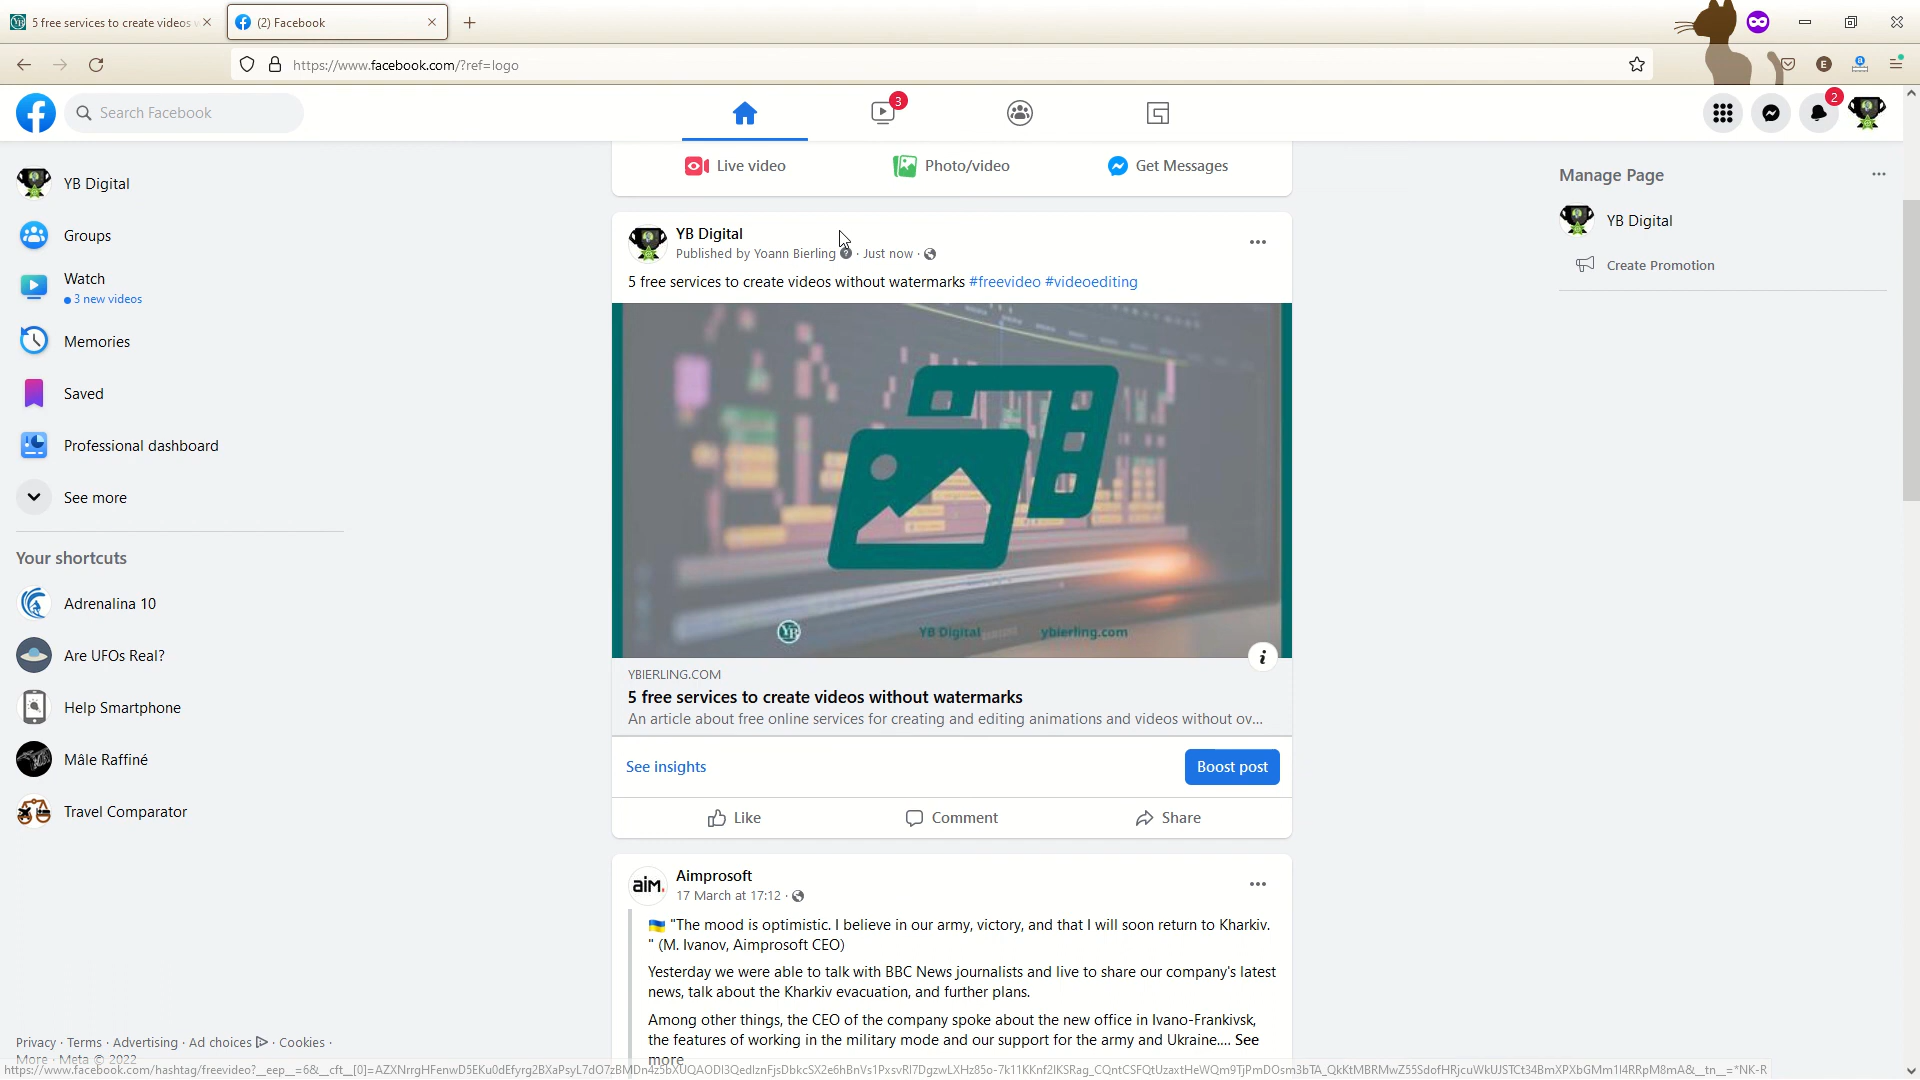 5 free services to create videos
(2) Facebook
https://www.facebook.com/?ref=logo
E
Search Facebook
3
2
YB Digital
Groups
Watch
3 new videos
Memories
Saved
Professional dashboard
See more
Your shortcuts
Adrenalina 10
Are UFOs Real?
Help Smartphone
Mâle Raffiné
Travel Comparator
Privacy · Terms · Advertising · Ad choices · Cookies ·
More · Meta © 2022
Live video
Photo/video
Get Messages
YB Digital
Published by Yoann Bierling · Just now ·
5 free services to create videos without watermarks #freevideo #videoediting
YB
YB Digital
ybierling.com
YBIERLING.COM
5 free services to create videos without watermarks
An article about free online services for creating and editing animations and videos without ov...
See insights
Boost post
Like
Comment
Share
aim.
Aimprosoft
17 March at 17:12 ·
🇺🇦 "The mood is optimistic. I believe in our army, victory, and that I will soon return to Kharkiv.
" (M. Ivanov, Aimprosoft CEO)
Yesterday we were able to talk with BBC News journalists and live to share our company's latest
news, talk about the Kharkiv evacuation, and further plans.
Among other things, the CEO of the company spoke about the new office in Ivano-Frankivsk,
the features of working in the military mode and our support for the army and Ukraine.... See
more
Manage Page
YB Digital
Create Promotion